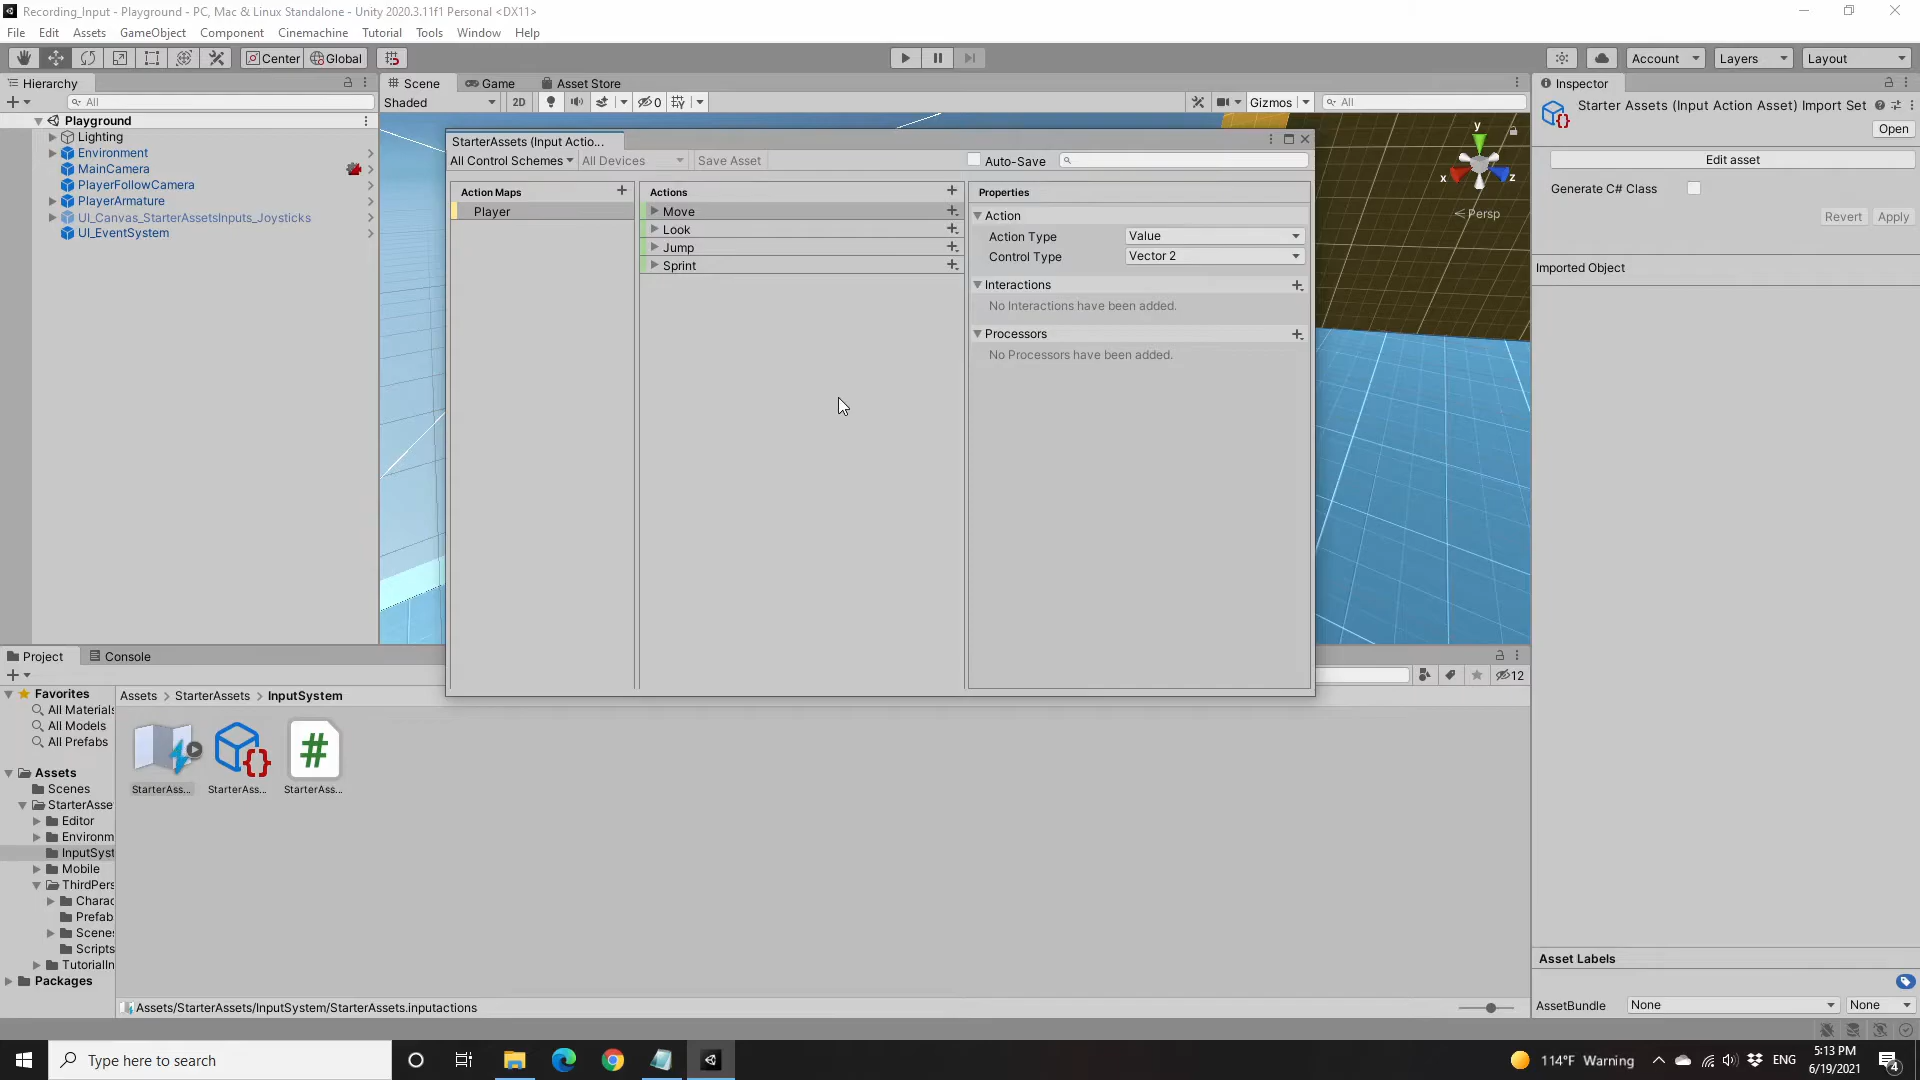 Recording_Input - Playground - PC, Mac & Linux Standalone - Unity 2020.3.11f1 Personal <DX11>
File Edit Assets GameObject Component Cinemachine Tutorial Tools Window Help
Center Global Account Layers Layout
Hierarchy
All
Playground
Lighting
Environment
MainCamera
PlayerFollowCamera
PlayerArmature
UI_Canvas_StarterAssetsInputs_Joysticks
UI_EventSystem
Scene Game Asset Store
Shaded 2D 0 Gizmos All
y
x
z
Persp
StarterAssets (Input Actio...
All Control Schemes All Devices Save Asset Auto-Save
Action Maps
Player
Actions
Move
Look
Jump
Sprint
Properties
Action
Action Type Value
Control Type Vector 2
Interactions
No Interactions have been added.
Processors
No Processors have been added.
Inspector
Starter Assets (Input Action Asset) Import Set
Open
Edit asset
Generate C# Class
Revert Apply
Imported Object
Asset Labels
AssetBundle None None
Project Console
12
Favorites
All Materials
All Models
All Prefabs
Assets
Scenes
StarterAsse
Editor
Environm
InputSyst
Mobile
ThirdPers
Charac
Prefab
Scenes
Scripts
TutorialIn
Packages
Assets > StarterAssets > InputSystem
StarterAss... StarterAss... StarterAss...
Assets/StarterAssets/InputSystem/StarterAssets.inputactions
Type here to search
114°F Warning
ENG
5:13 PM
6/19/2021
4